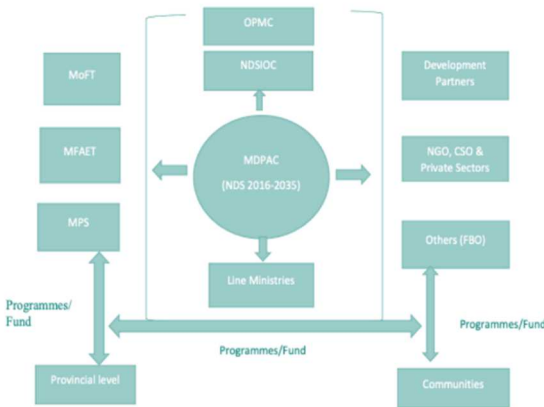 OPMC
NDSIOC
MoFT
Development
Partners
MFAET
MDPAC
(NDS 2016-2035)
NGO, CSO &
Private Sectors
MPS
Others (FBO)
Line Ministries
Programmes/
Fund
Programmes/Fund
Programmes/Fund
Provincial level
Communities